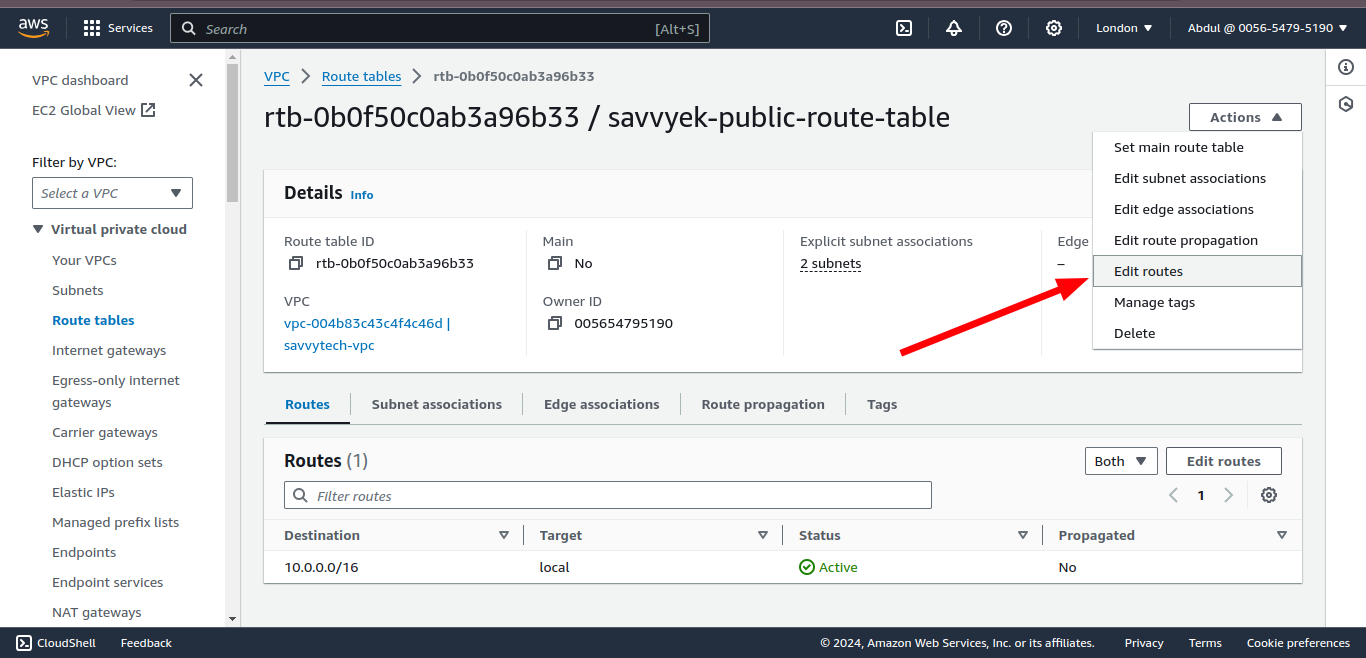 aws
Services
Search [Alt+S]
London
Abdul @ 0056-5479-5190
VPC dashboard
EC2 Global View
Filter by VPC:
Select a VPC
Virtual private cloud
Your VPCs
Subnets
Route tables
Internet gateways
Egress-only internet
gateways
Carrier gateways
DHCP option sets
Elastic IPs
Managed prefix lists
Endpoints
Endpoint services
NAT gateways
VPC
Route tables
rtb-0b0f50c0ab3a96b33
rtb-0b0f50c0ab3a96b33 / savvyek-public-route-table
Actions
Set main route table
Edit subnet associations
Edit edge associations
Edit route propagation
Edit routes
Manage tags
Delete
Details Info
Route table ID
rtb-0b0f50c0ab3a96b33
Main
No
Explicit subnet associations
2 subnets
Edge
–
VPC
vpc-004b83c43c4f4c46d |
savvytech-vpc
Owner ID
005654795190
Routes
Subnet associations
Edge associations
Route propagation
Tags
Routes (1)
Both
Edit routes
Filter routes
1
Destination Target Status Propagated
10.0.0.0/16 local Active No
CloudShell
Feedback
© 2024, Amazon Web Services, Inc. or its affiliates.
Privacy
Terms
Cookie preferences